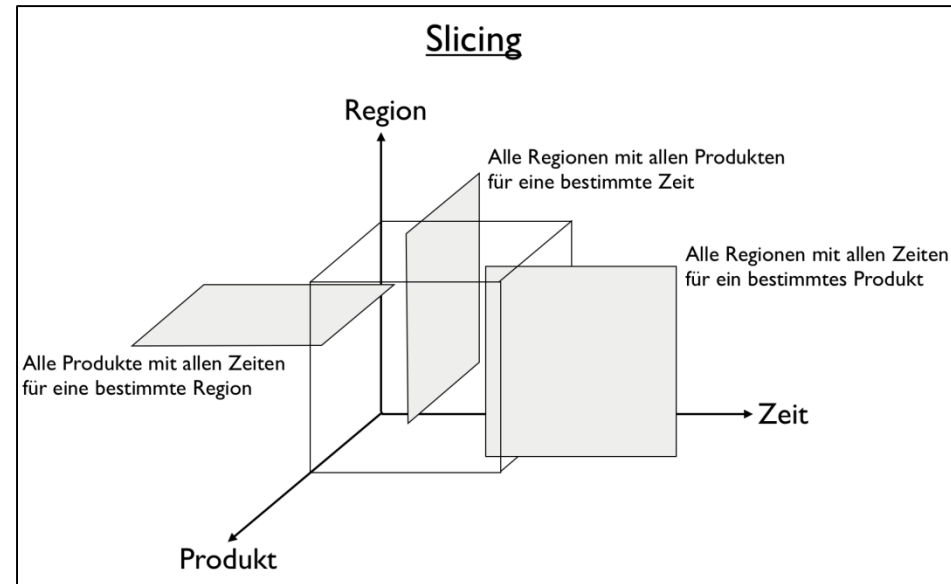 Slicing
Region
Alle Regionen mit allen Produkten
für eine bestimmte Zeit
Alle Regionen mit allen Zeiten
für ein bestimmtes Produkt
Alle Produkte mit allen Zeiten
für eine bestimmte Region
Zeit
Produkt